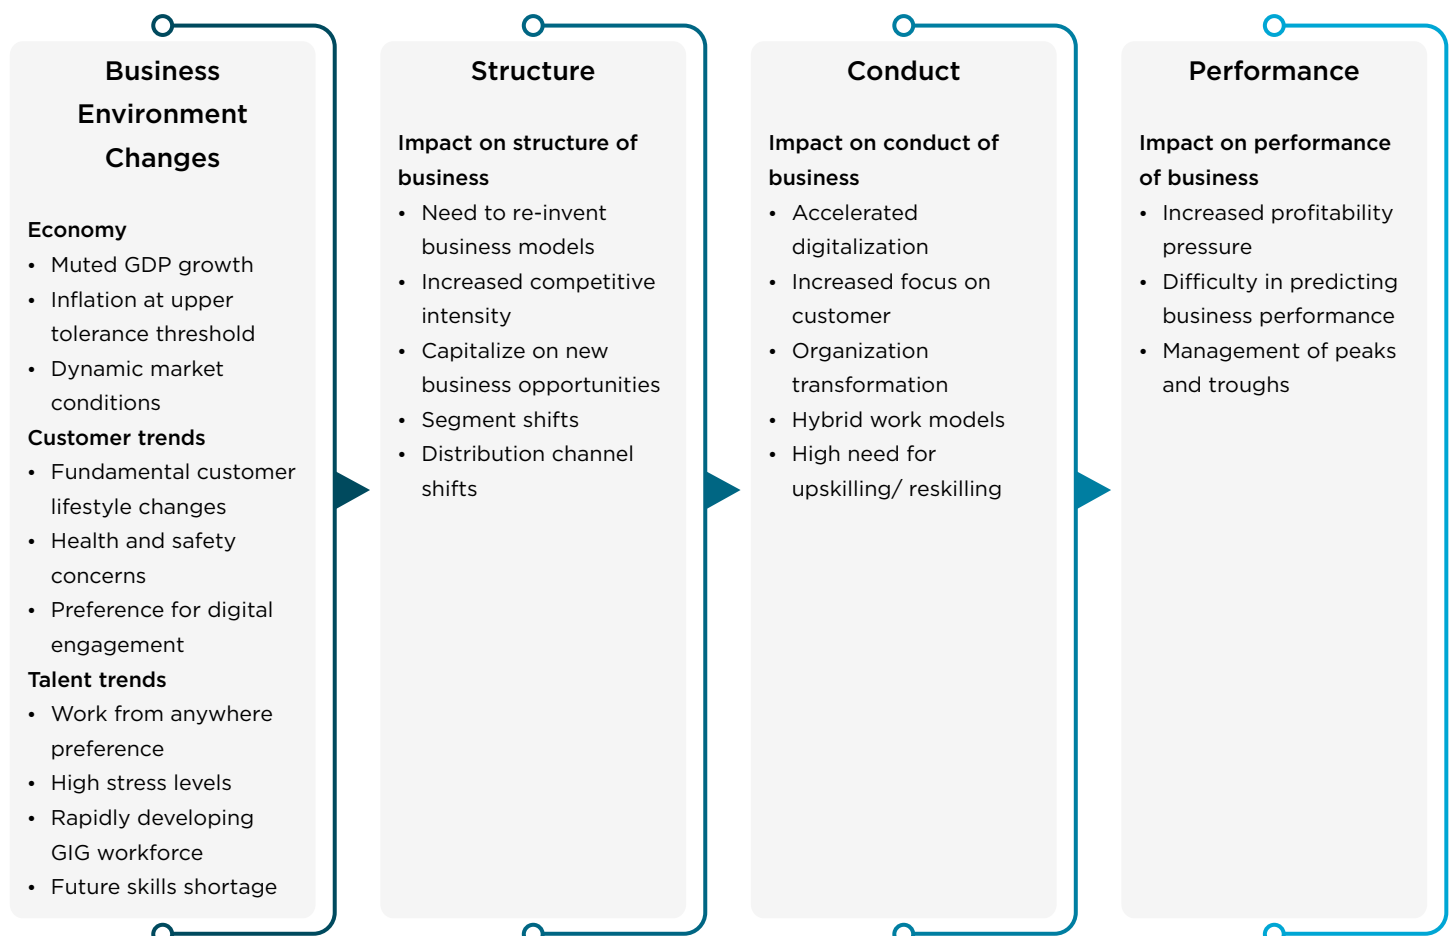 Business
Environment
Changes
Economy
• Muted GDP growth
• Inflation at upper
tolerance threshold
• Dynamic market
conditions
Customer trends
• Fundamental customer
lifestyle changes
• Health and safety
concerns
• Preference for digital
engagement
Talent trends
• Work from anywhere
preference
• High stress levels
• Rapidly developing
GIG workforce
• Future skills shortage
Structure
Impact on structure of
business
• Need to re-invent
business models
• Increased competitive
intensity
• Capitalize on new
business opportunities
• Segment shifts
• Distribution channel
shifts
Conduct
Impact on conduct of
business
• Accelerated
digitalization
• Increased focus on
customer
• Organization
transformation
• Hybrid work models
• High need for
upskilling/ reskilling
Performance
Impact on performance
of business
• Increased profitability
pressure
• Difficulty in predicting
business performance
• Management of peaks
and troughs